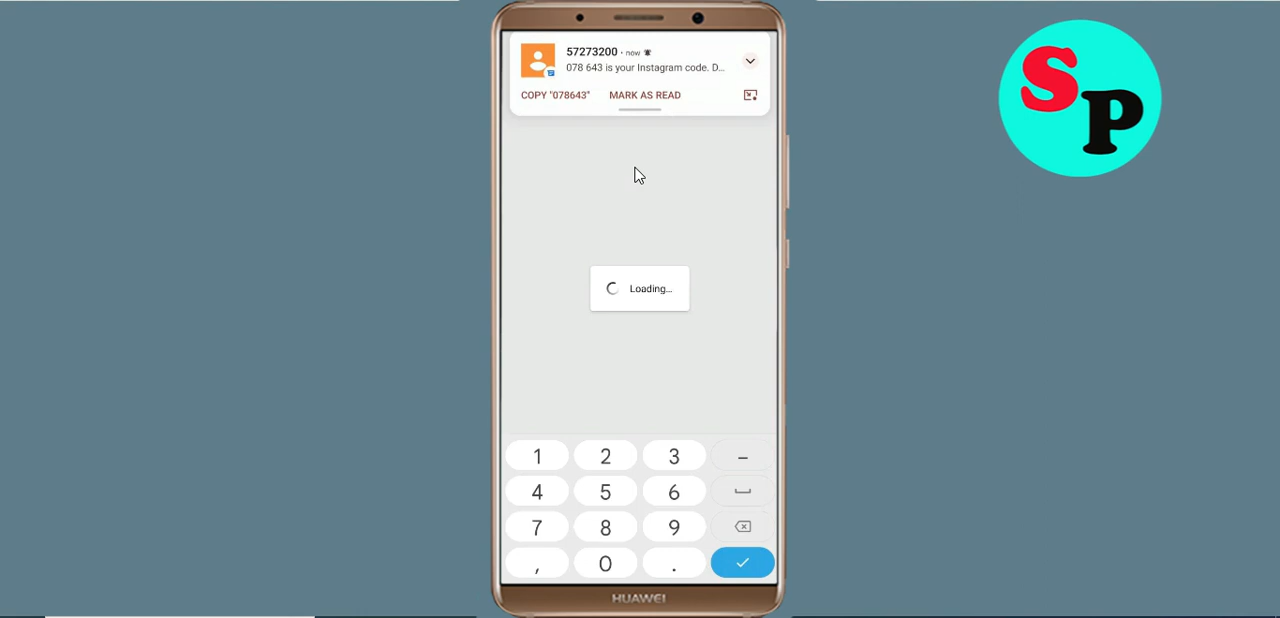 57273200 · now
078 643 is your Instagram code. D...
COPY "078643" MARK AS READ
Loading...
1 2 3 –
4 5 6
7 8 9
, 0 .
HUAWEI
SP